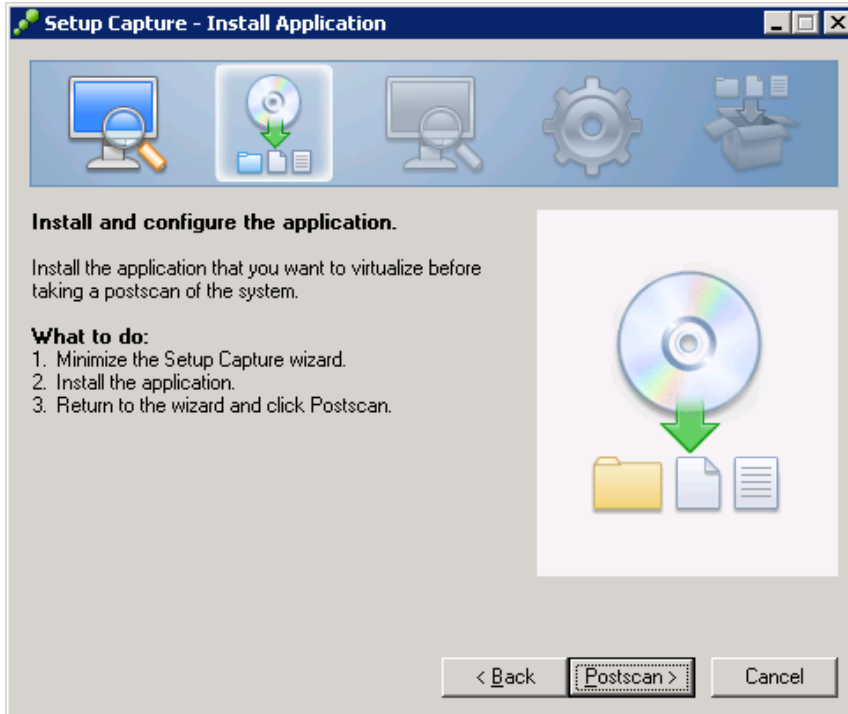 Setup Capture - Install Application
Install and configure the application.
Install the application that you want to virtualize before
taking a postscan of the system.
What to do:
1. Minimize the Setup Capture wizard.
2. Install the application.
3. Return to the wizard and click Postscan.
< Back Postscan > Cancel